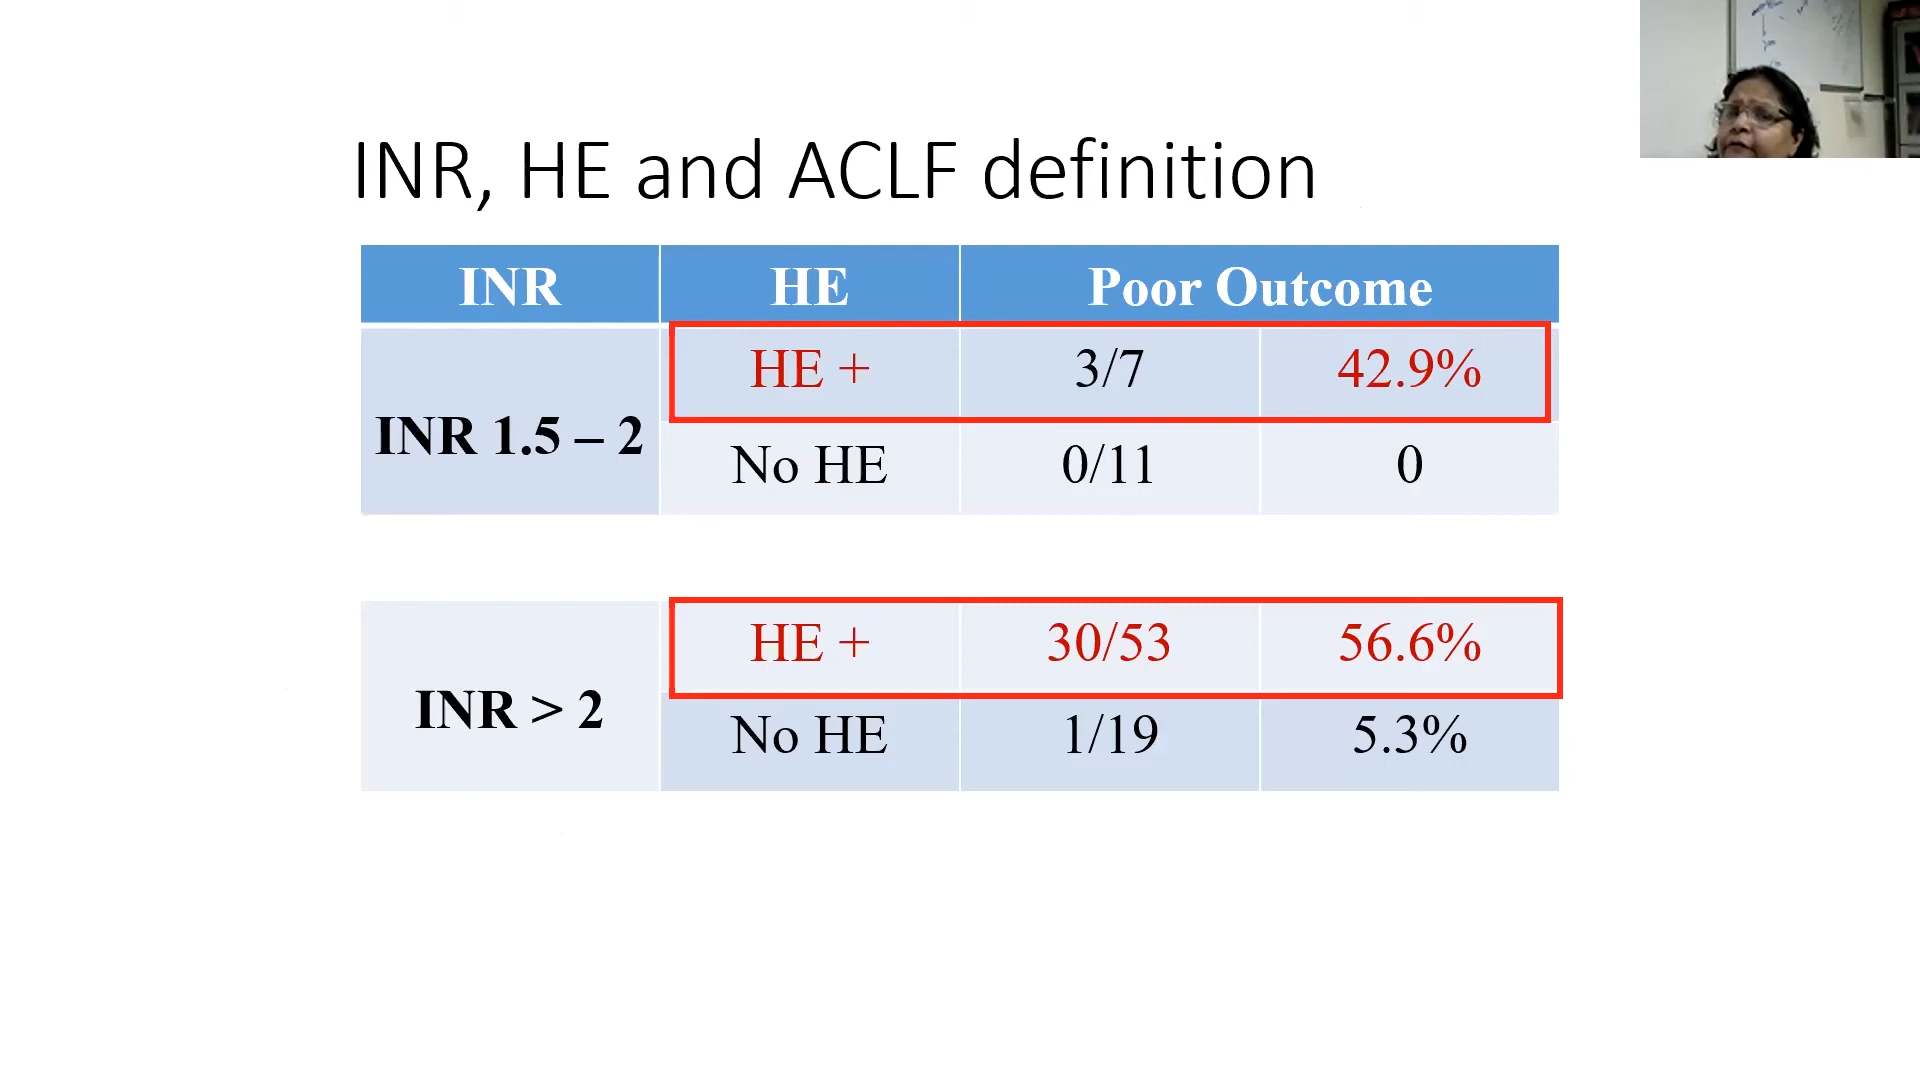 INR, HE and ACLF definition
INR HE Poor Outcome
HE + 3/7 42.9%
INR 1.5 – 2
No HE 0/11 0
HE + 30/53 56.6%
INR > 2
No HE 1/19 5.3%